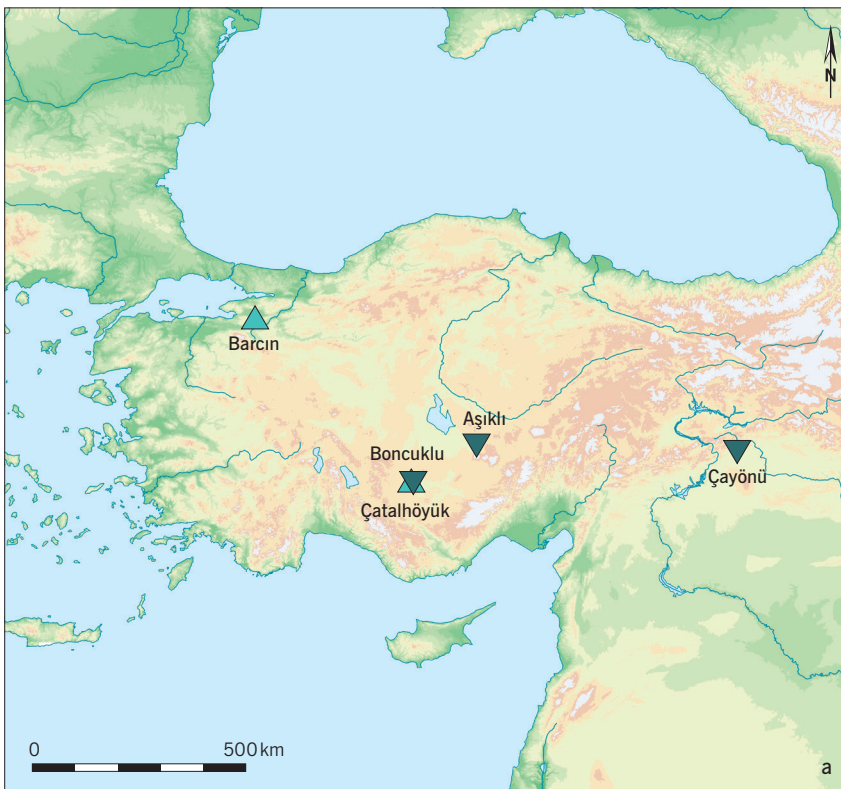 N
Barcın
Aşıklı
Boncuklu
Çatalhöyük
Çayönü
0 500 km
a